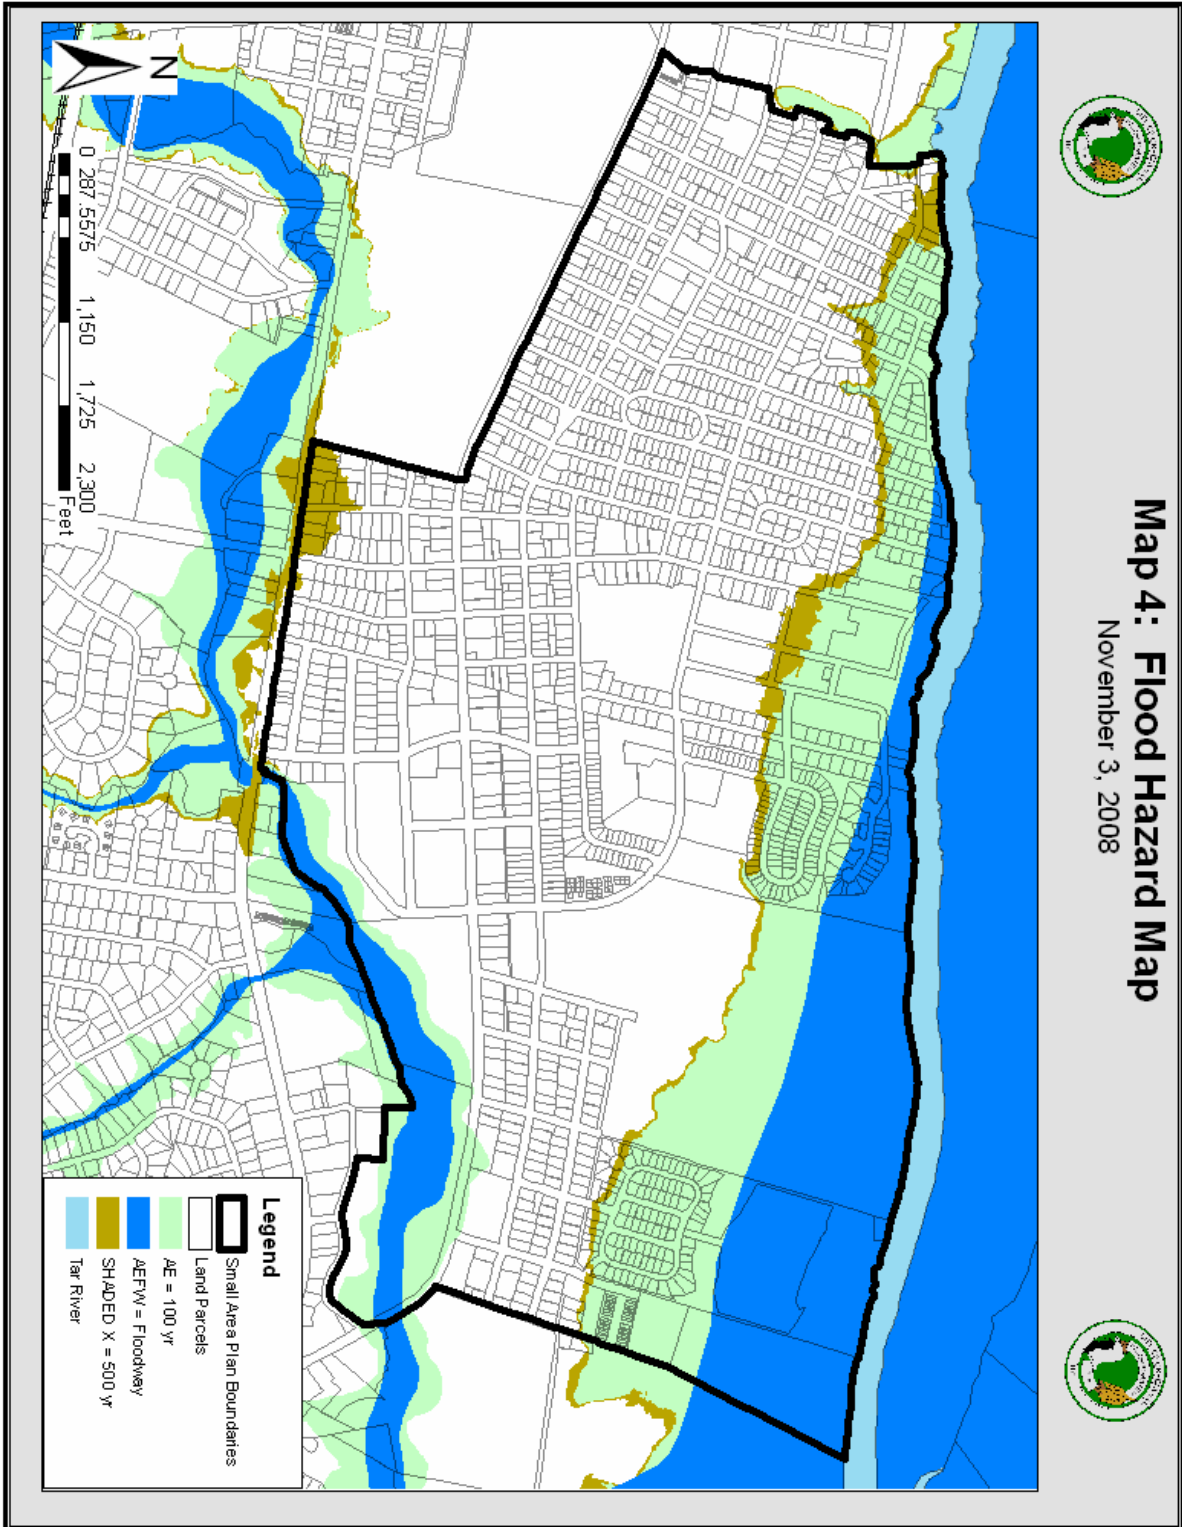 Map 4: Flood Hazard Map
November 3, 2008
N
0 287.5575 1,150 1,725 2,300
Feet
Legend
Small Area Plan Boundaries
Land Parcels
AE = 100 yr
AEFW = Floodway
SHADED X = 500 yr
Tar River